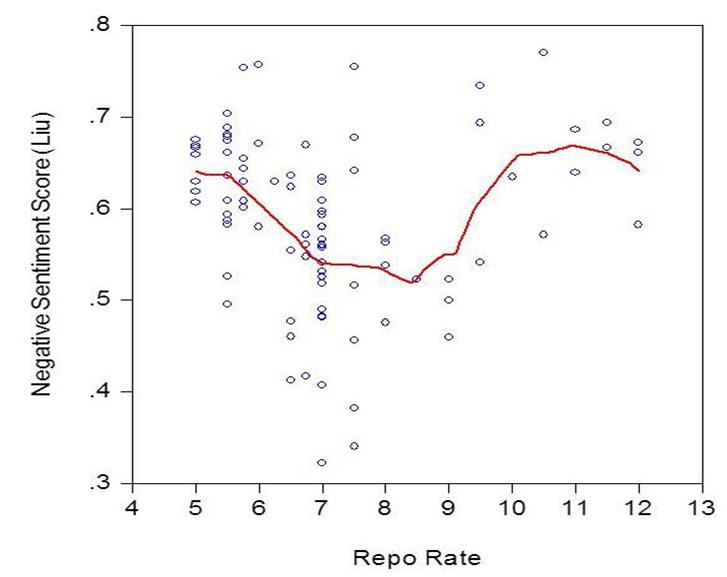 .8
.7
.6
.5
.4
.3
Negative Sentiment Score (Liu)
4 5 6 7 8 9 10 11 12 13
Repo Rate